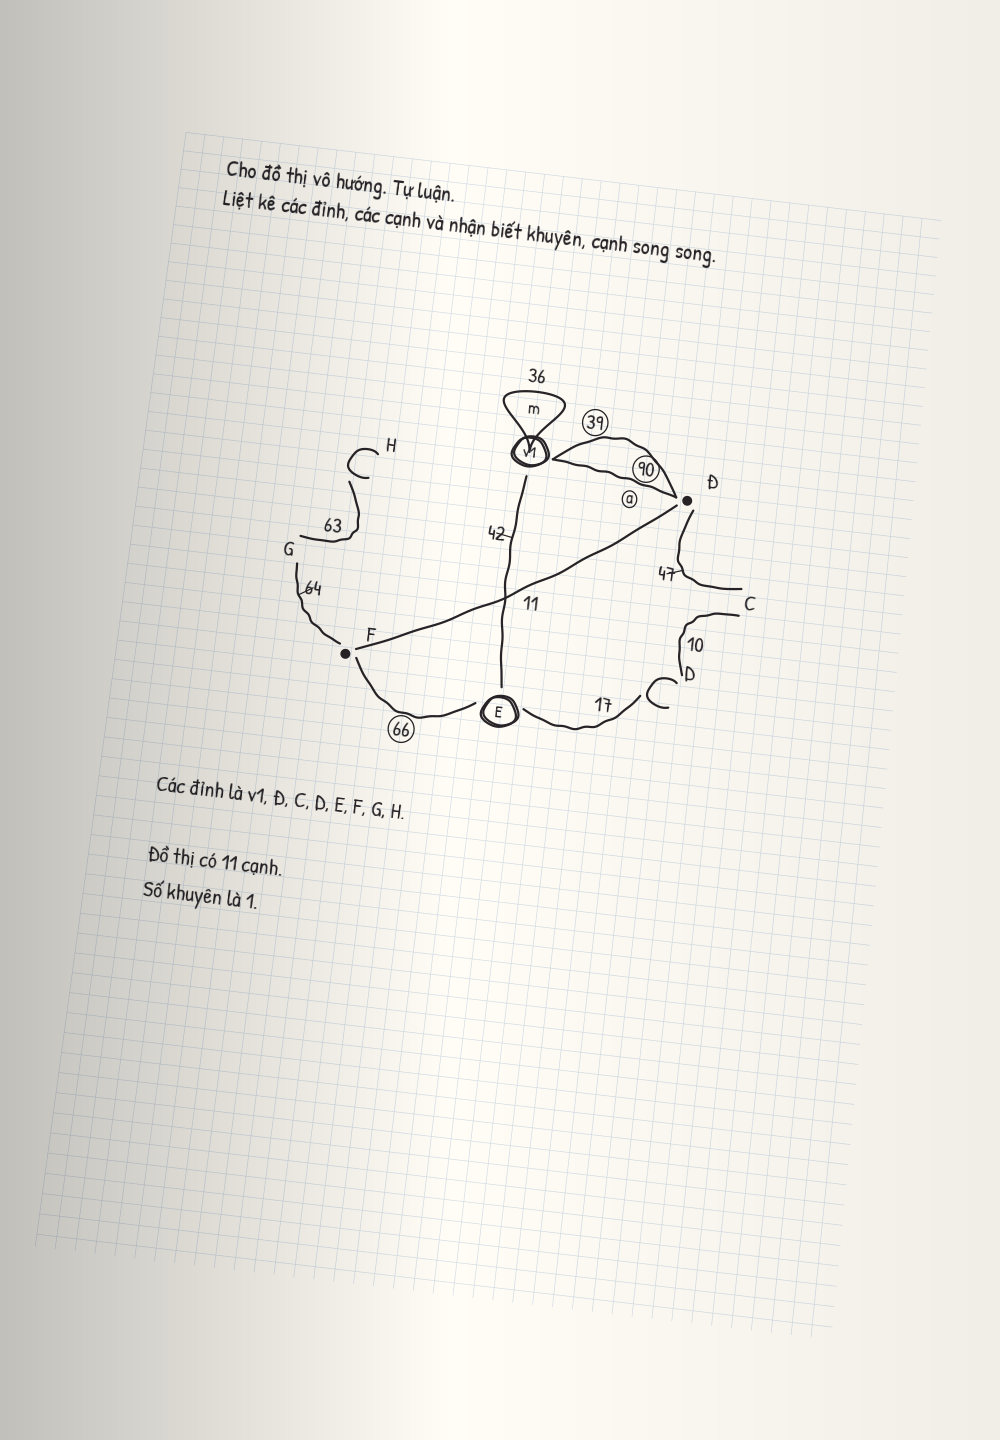 Cho đồ thị vô hướng. Tự luận.
Liệt kê các đỉnh, các cạnh và nhận biết khuyên, cạnh song song.
36
m
v1
39
90
a
Đ
H
63
G
42
47
64
11
C
F
10
D
17
E
66
Các đỉnh là v1, Đ, C, D, E, F, G, H.
Đồ thị có 11 cạnh.
Số khuyên là 1.